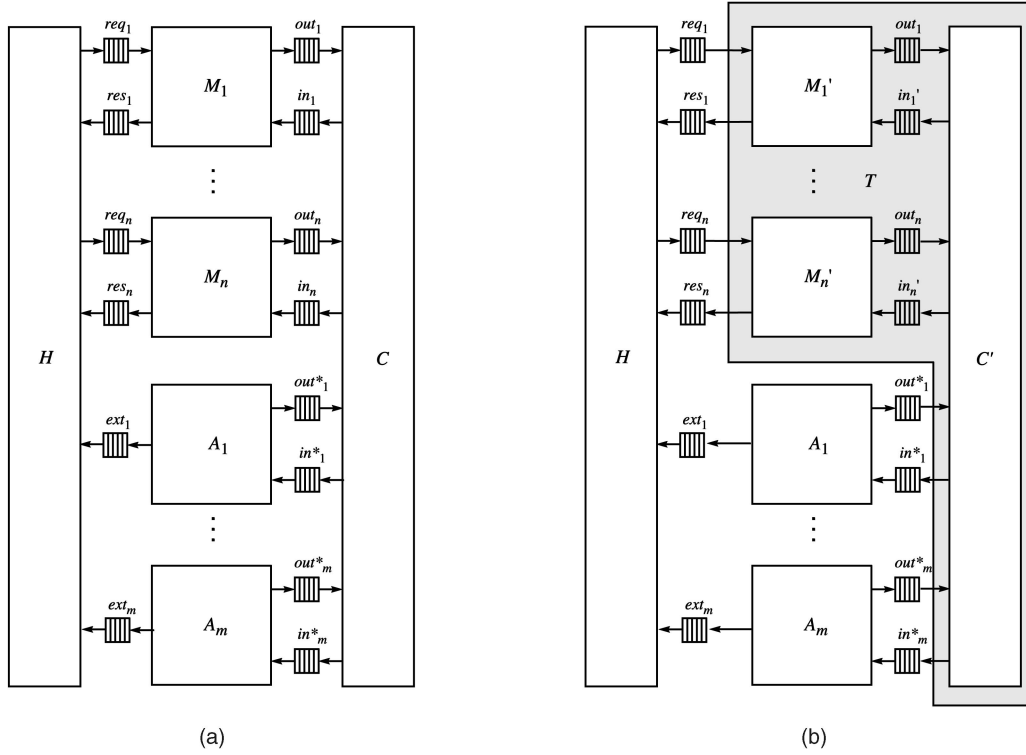 req1 out1
M1
res1 in1
⋮
reqn outn
Mn
resn inn
H C
out*1
ext1 A1
in*1
⋮
out*m
extm Am
in*m
(a)
req1 out1
M1'
res1 in1'
⋮ T
reqn outn
Mn'
resn inn'
H C'
out*1
ext1 A1
in*1
⋮
out*m
extm Am
in*m
(b)